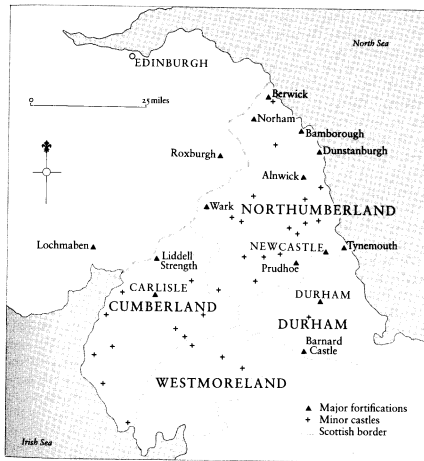 North Sea
EDINBURGH
0
25 miles
Berwick
Norham
Bamborough
Dunstanburgh
Roxburgh
Alnwick
Wark
NORTHUMBERLAND
Lochmaben
Liddell
Strength
NEWCASTLE
Tynemouth
Prudhoe
CARLISLE
CUMBERLAND
DURHAM
DURHAM
Barnard
Castle
WESTMORELAND
Major fortifications
Minor castles
Scottish border
Irish Sea